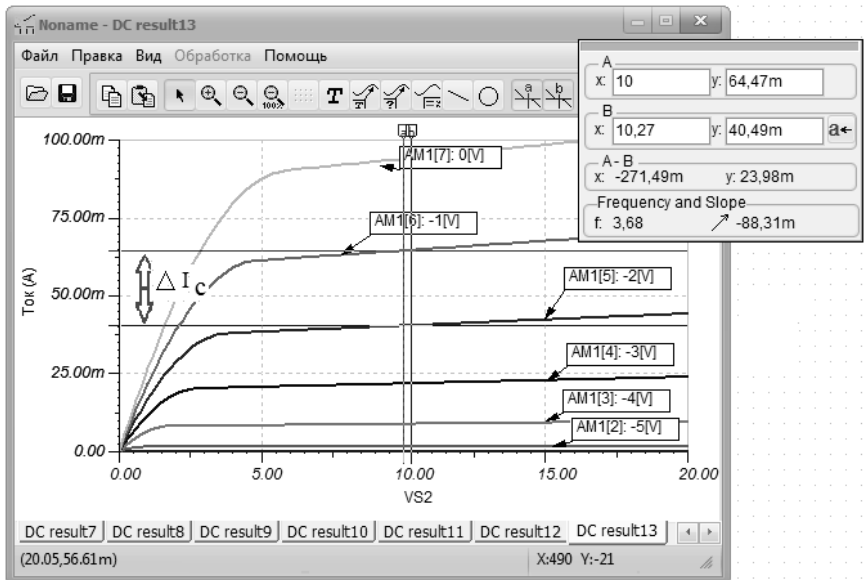 Noname - DC result13
Файл Правка Вид Обработка Помощь
100% T T ? =Σ a b
A
x: 10 y: 64,47m
B
x: 10,27 y: 40,49m a
A - B
x: -271,49m y: 23,98m
Frequency and Slope
f: 3,68 -88,31m
a b
100.00m
AM1[7]: 0[V]
75.00m
AM1[6]: -1[V]
△ I c
AM1[5]: -2[V]
Ток (A)
50.00m
AM1[4]: -3[V]
25.00m
AM1[3]: -4[V]
AM1[2]: -5[V]
0.00
0.00 5.00 10.00 15.00 20.00
VS2
DC result7 DC result8 DC result9 DC result10 DC result11 DC result12 DC result13
(20.05,56.61m) X:490 Y:-21